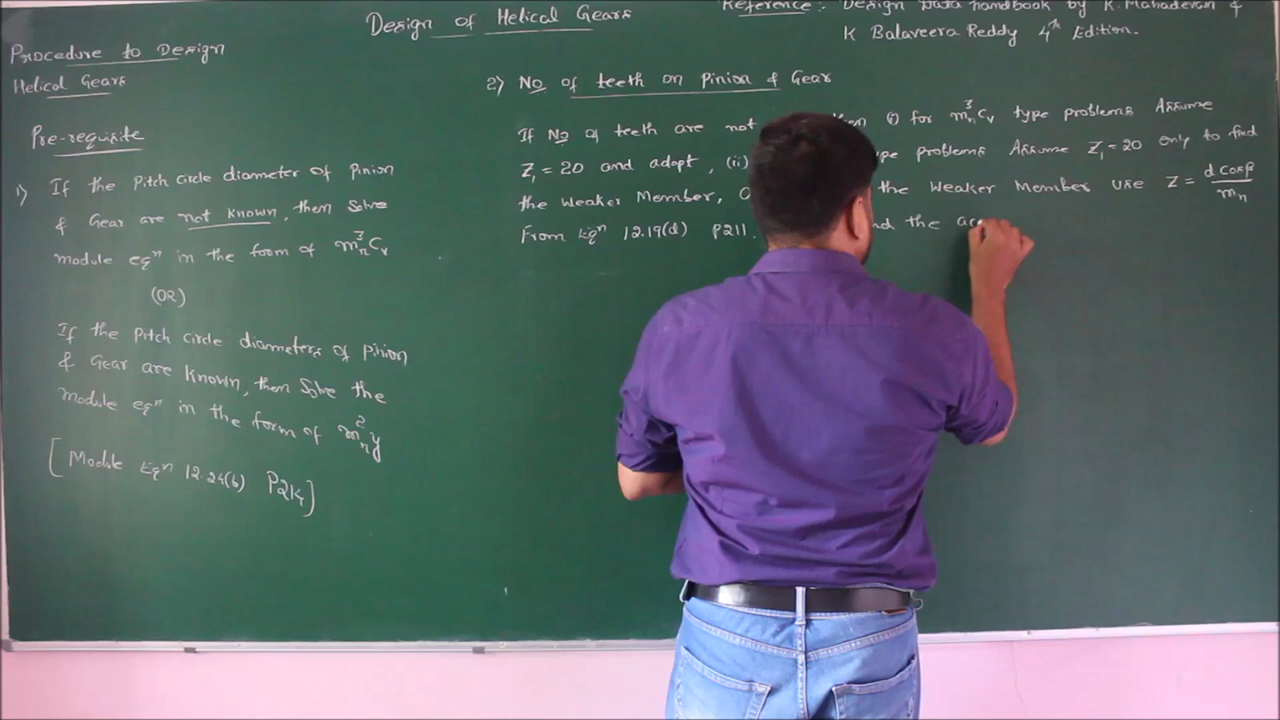 Design of Helical Gears
Reference:- Design Data handbook by K. Mahadevan &
K Balaveera Reddy 4th Edition.
Procedure to Design
Helical Gears
Pre-requisite
1) If the Pitch circle diameter of Pinion
& Gear are not known, then Solve
module eqn in the form of mn³Cv
(OR)
If the Pitch circle diameters of pinion
& Gear are known, then Solve the
module eqn in the form of mn²y
[Module Eqn 12.24(b) P214]
2) No of teeth on Pinion & Gear
If No of teeth are not (i) for mn³Cv type problems Assume
Z1 = 20 and adopt, (ii) problems Assume Z1 = 20 only to find
the weaker Member, the weaker Member use Z = d cosβ / mn
From Eqn 12.19(d) P211. the